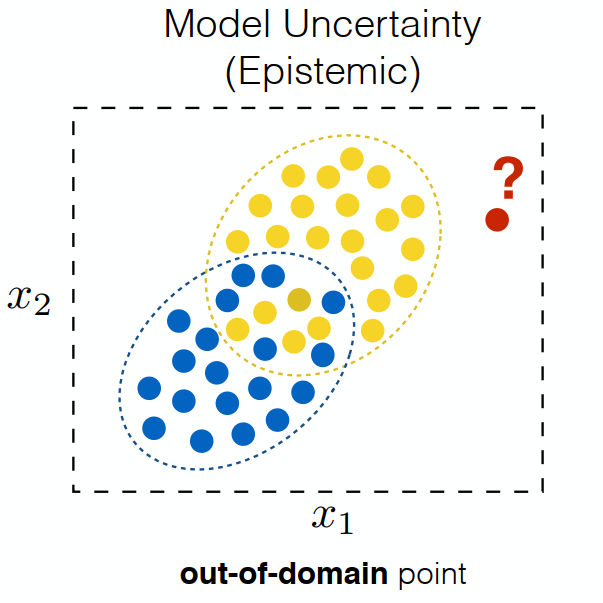 Model Uncertainty
(Epistemic)
?
x₂
x₁
out-of-domain point